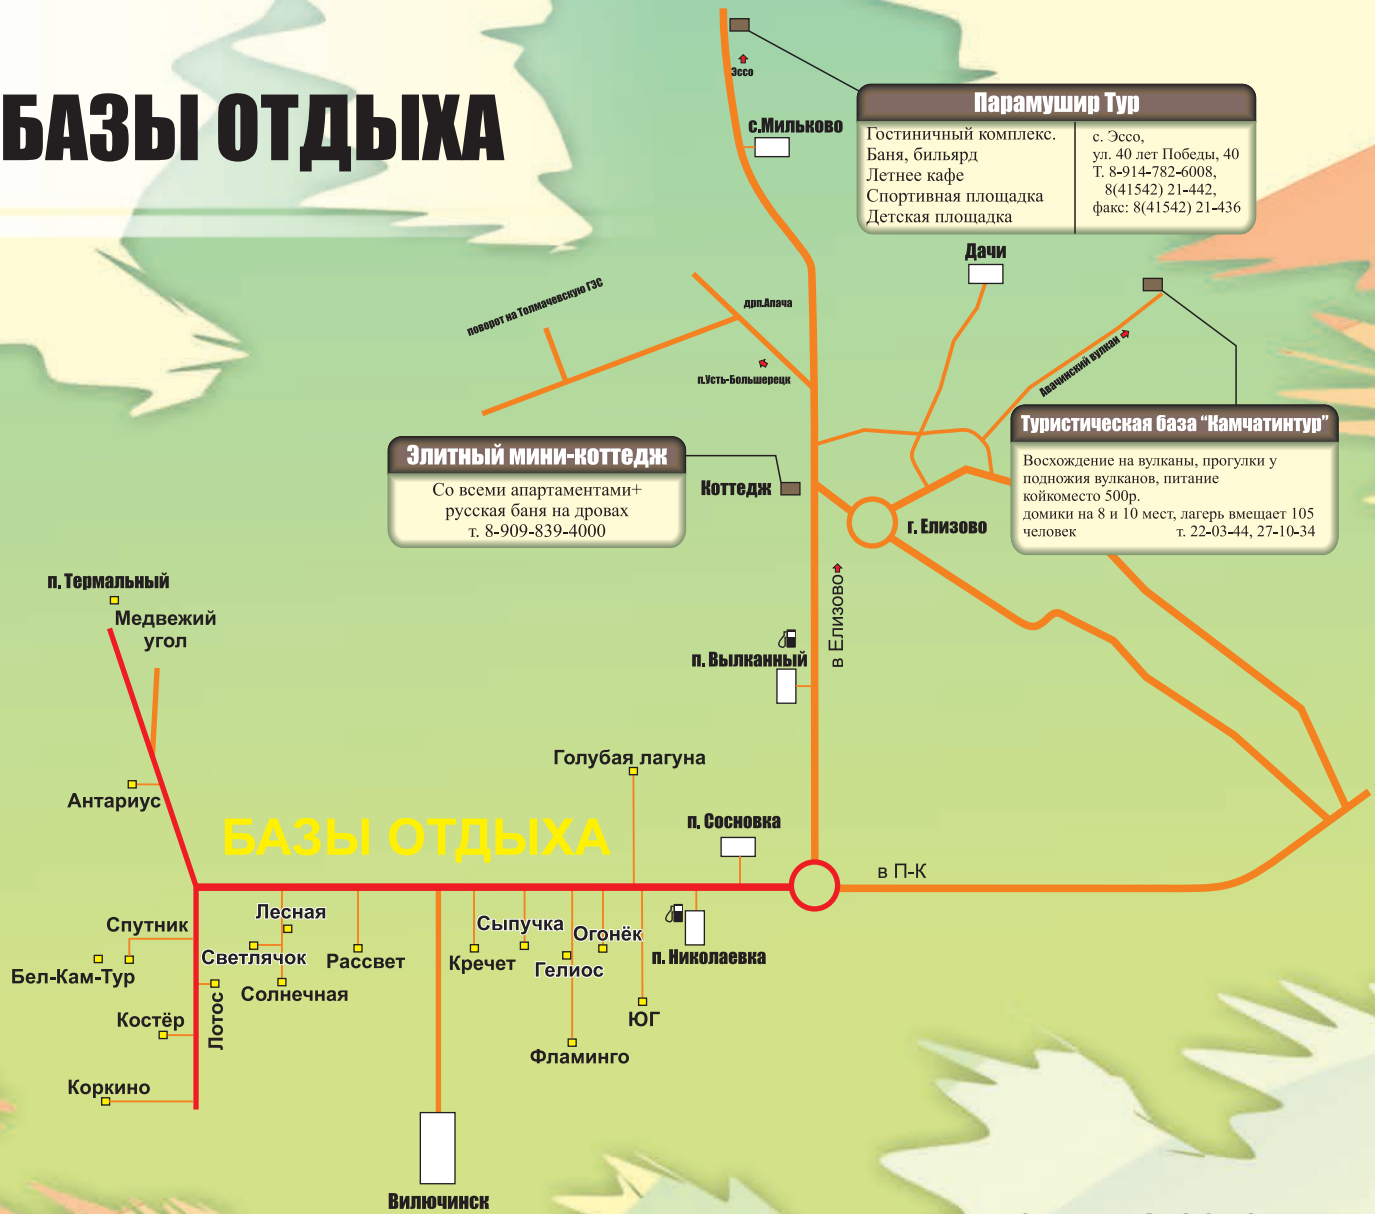 БАЗЫ ОТДЫХА
Эссо
с.Мильково
Парамушир Тур
Гостиничный комплекс.
Баня, бильярд
Летнее кафе
Спортивная площадка
Детская площадка
с. Эссо,
ул. 40 лет Победы, 40
Т. 8-914-782-6008,
8(41542) 21-442,
факс: 8(41542) 21-436
Дачи
поворот на Толмачевскую ГЭС
дрп.Апача
п.Усть-Большерецк
Авачинский вулкан
Туристическая база “Камчатинтур”
Восхождение на вулканы, прогулки у
подножия вулканов, питание
койкоместо 500р.
домики на 8 и 10 мест, лагерь вмещает 105
человек т. 22-03-44, 27-10-34
Элитный мини-коттедж
Со всеми апартаментами+
русская баня на дровах
т. 8-909-839-4000
Коттедж
г. Елизово
в Елизово
п. Термальный
Медвежий
угол
п. Вылканный
Голубая лагуна
Антариус
БАЗЫ ОТДЫХА
п. Сосновка
в П-К
Спутник
Лесная
Светлячок
Рассвет
Сыпучка
Кречет
Огонёк
Гелиос
п. Николаевка
Бел-Кам-Тур
Солнечная
Лотос
Костёр
ЮГ
Фламинго
Коркино
Вилючинск